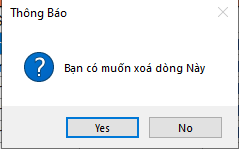 Thông Báo
Bạn có muốn xoá dòng Này
Yes
No